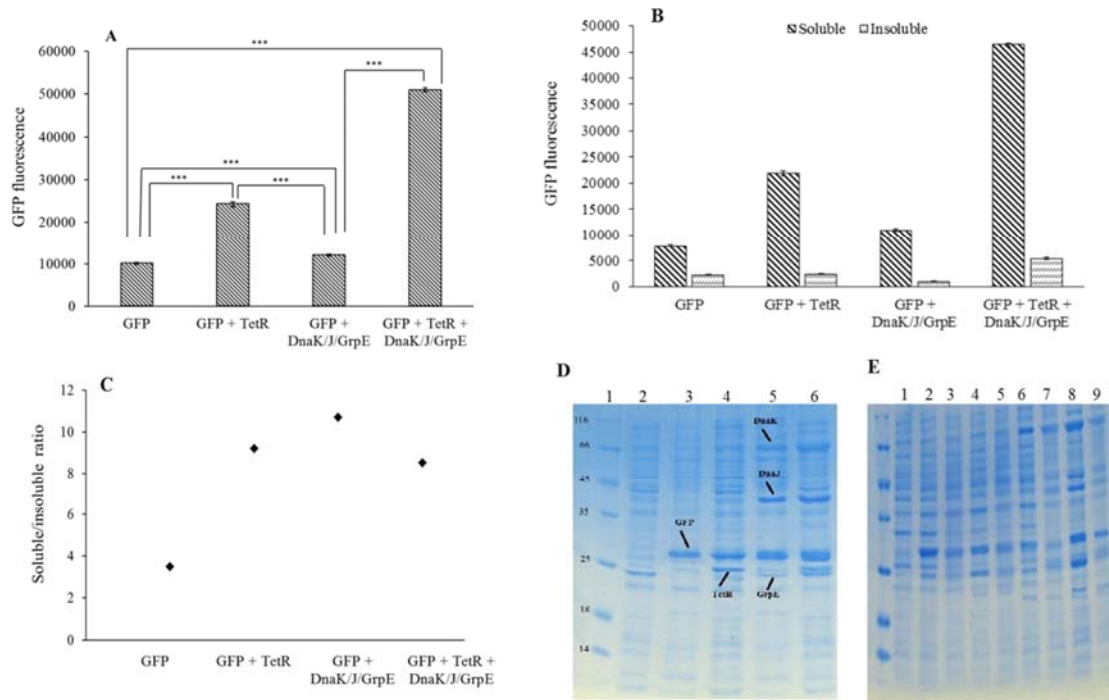 A
***
***
***
***
***
60000
50000
40000
30000
20000
10000
0
GFP fluorescence
GFP
GFP + TetR
GFP +
DnaK/J/GrpE
GFP + TetR +
DnaK/J/GrpE
B
Soluble
Insoluble
50000
45000
40000
35000
30000
25000
20000
15000
10000
5000
0
GFP fluorescence
GFP
GFP + TetR
GFP +
DnaK/J/GrpE
GFP + TetR +
DnaK/J/GrpE
C
12
10
8
6
4
2
0
Soluble/insoluble ratio
GFP
GFP + TetR
GFP +
DnaK/J/GrpE
GFP + TetR +
DnaK/J/GrpE
D
1 2 3 4 5 6
116
66
45
35
25
18
14
DnaK
DnaJ
GFP
TetR
GrpE
E
1 2 3 4 5 6 7 8 9